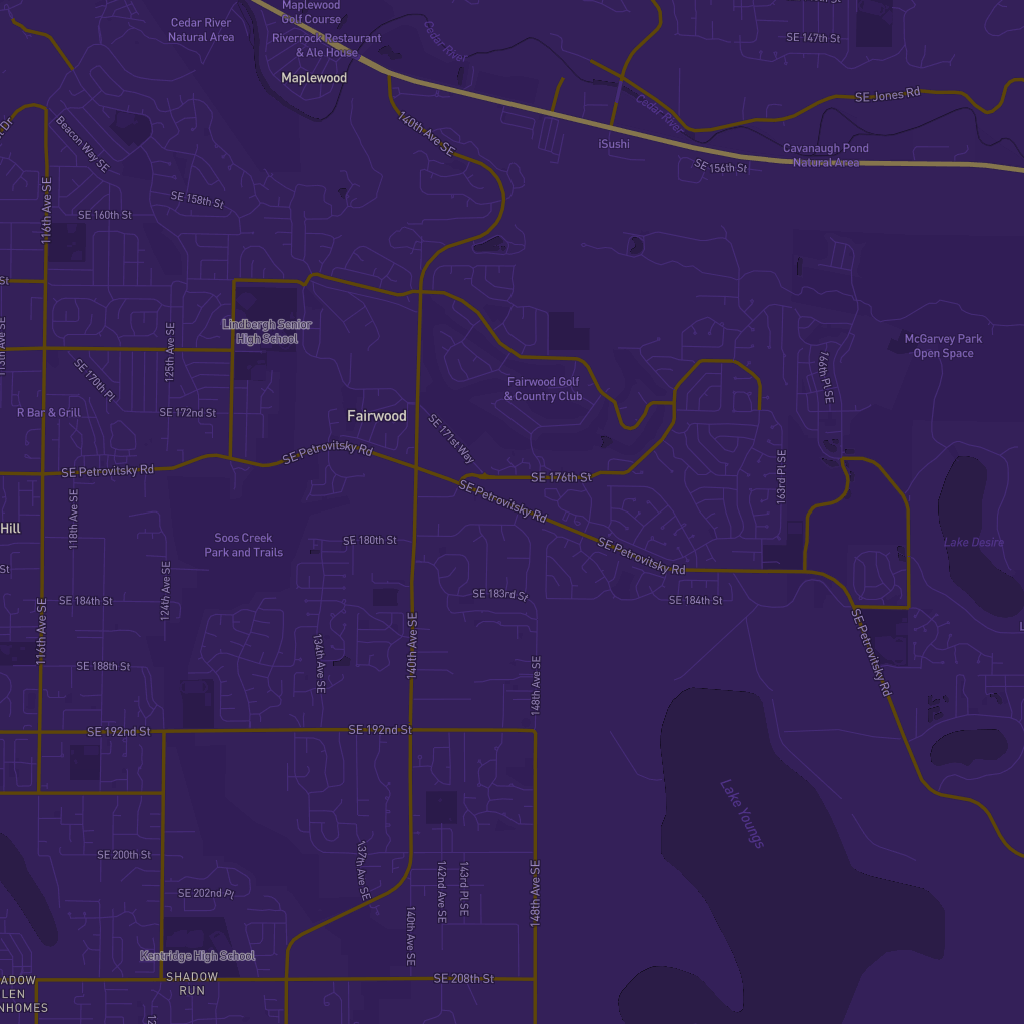 Maplewood
Golf Course
Cedar River
Natural Area
Riverrock Restaurant
& Ale House
Maplewood
Cedar River
SE 147th St
SE Jones Rd
Cedar River
iSushi
Cavanaugh Pond
Natural Area
SE 156th St
140th Ave SE
Beacon Way SE
SE 158th St
116th Ave SE
SE 160th St
Lindbergh Senior
High School
125th Ave SE
SE 170th Pl
McGarvey Park
Open Space
166th Pl SE
Fairwood Golf
& Country Club
R Bar & Grill
SE 172nd St
Fairwood
SE 171st Way
SE Petrovitsky Rd
SE Petrovitsky Rd
SE 176th St
163rd Pl SE
SE Petrovitsky Rd
118th Ave SE
Hill
Soos Creek
Park and Trails
SE 180th St
SE Petrovitsky Rd
Lake Desire
124th Ave SE
SE 184th St
SE 183rd St
SE 184th St
116th Ave SE
134th Ave SE
140th Ave SE
148th Ave SE
SE Petrovitsky Rd
SE 188th St
SE 192nd St
SE 192nd St
Lake Youngs
SE 200th St
137th Ave SE
142nd Ave SE
143rd Pl SE
148th Ave SE
SE 202nd Pl
140th Ave SE
Kentridge High School
SHADOW
RUN
SE 208th St
ADOW
LEN
NHOMES